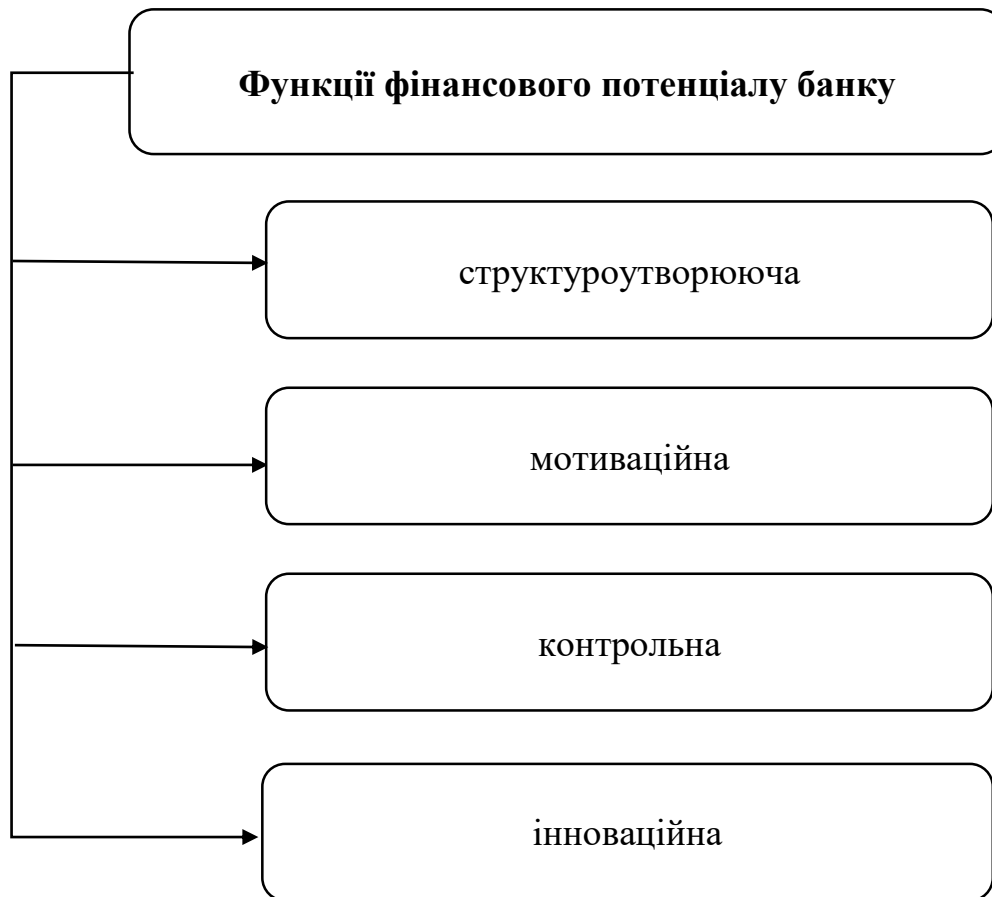 Функції фінансового потенціалу банку
структуроутворююча
мотиваційна
контрольна
інноваційна